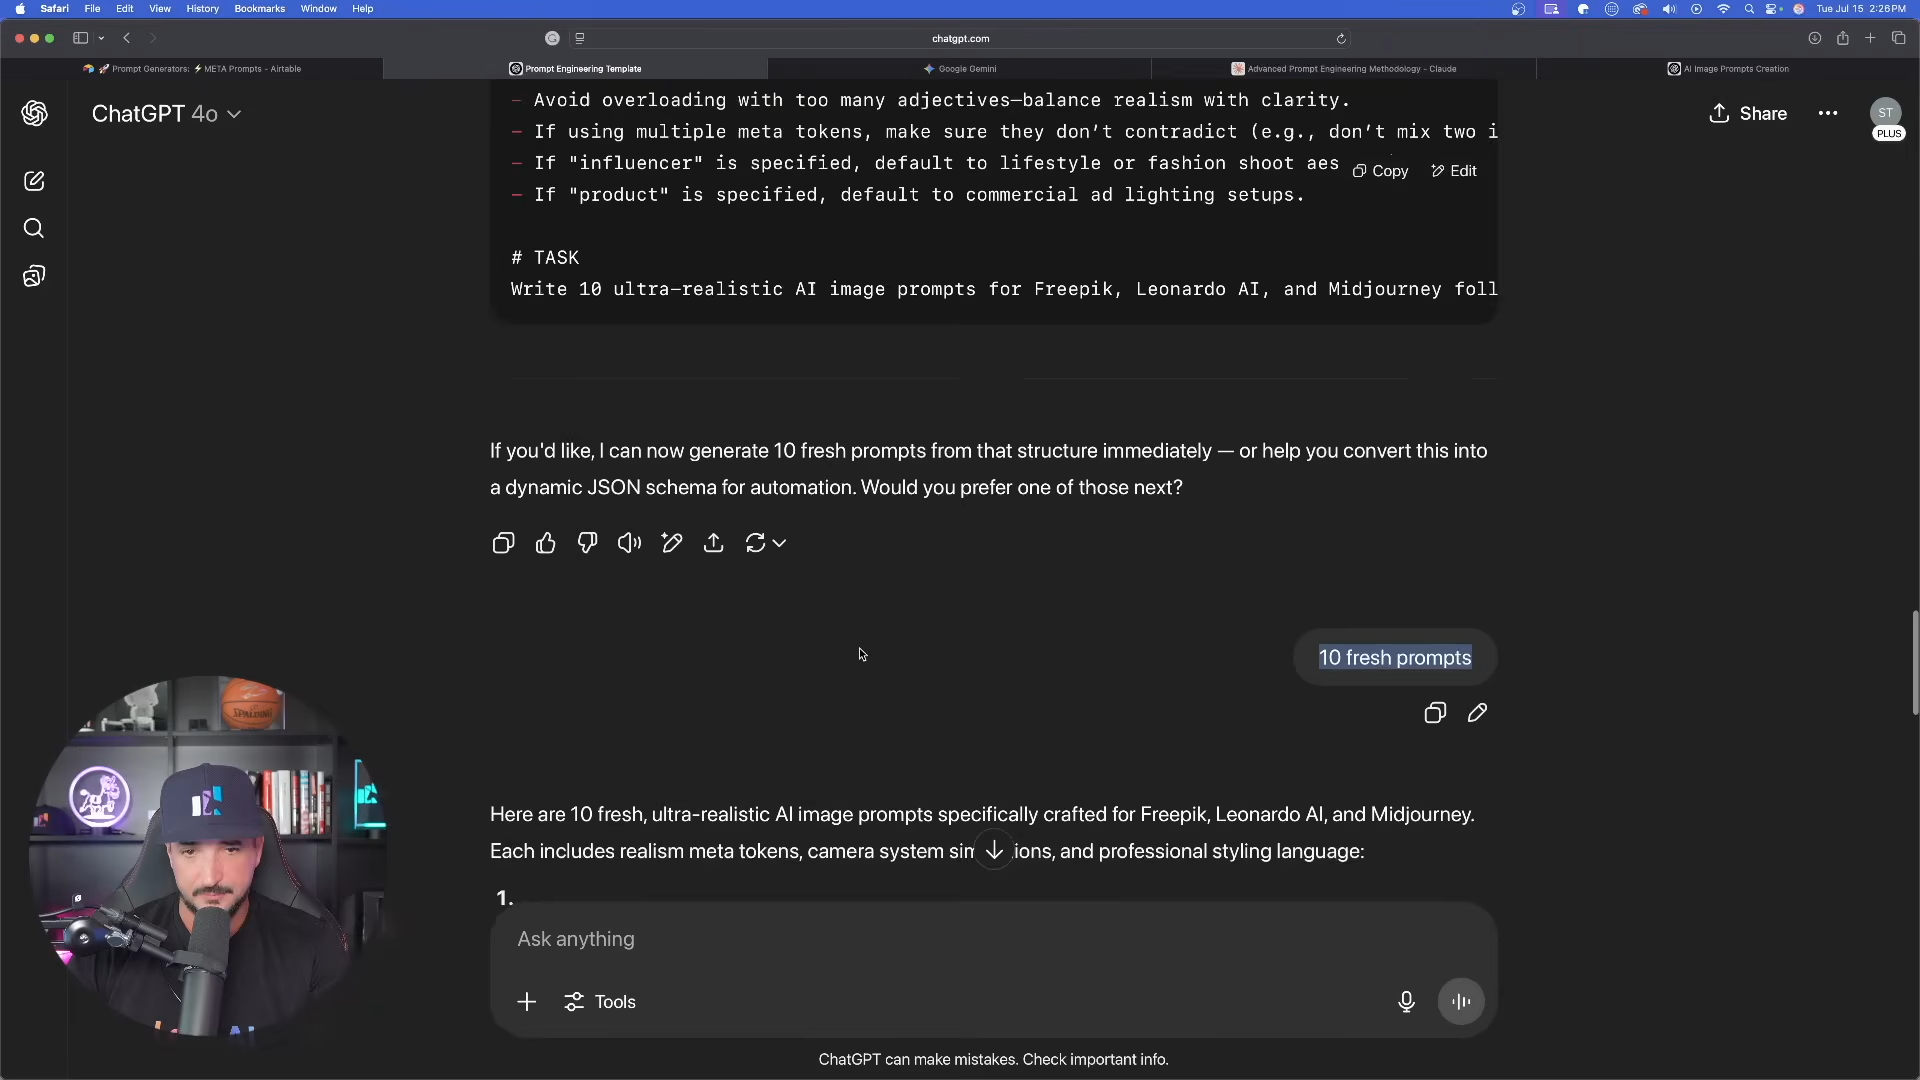 Safari File Edit View History Bookmarks Window Help
Tue Jul 15 2:26 PM
chatgpt.com
🚀 Prompt Generators: ⚡ META Prompts - Airtable
Prompt Engineering Template
Google Gemini
Advanced Prompt Engineering Methodology - Claude
AI Image Prompts Creation
ChatGPT 4o
Share
ST
PLUS
- Avoid overloading with too many adjectives—balance realism with clarity.
- If using multiple meta tokens, make sure they don't contradict (e.g., don't mix two i
- If "influencer" is specified, default to lifestyle or fashion shoot aes
Copy Edit
- If "product" is specified, default to commercial ad lighting setups.
# TASK
Write 10 ultra-realistic AI image prompts for Freepik, Leonardo AI, and Midjourney foll
If you'd like, I can now generate 10 fresh prompts from that structure immediately — or help you convert this into
a dynamic JSON schema for automation. Would you prefer one of those next?
10 fresh prompts
Here are 10 fresh, ultra-realistic AI image prompts specifically crafted for Freepik, Leonardo AI, and Midjourney.
Each includes realism meta tokens, camera system sim ions, and professional styling language:
1.
SPALDING
Ask anything
Tools
ChatGPT can make mistakes. Check important info.